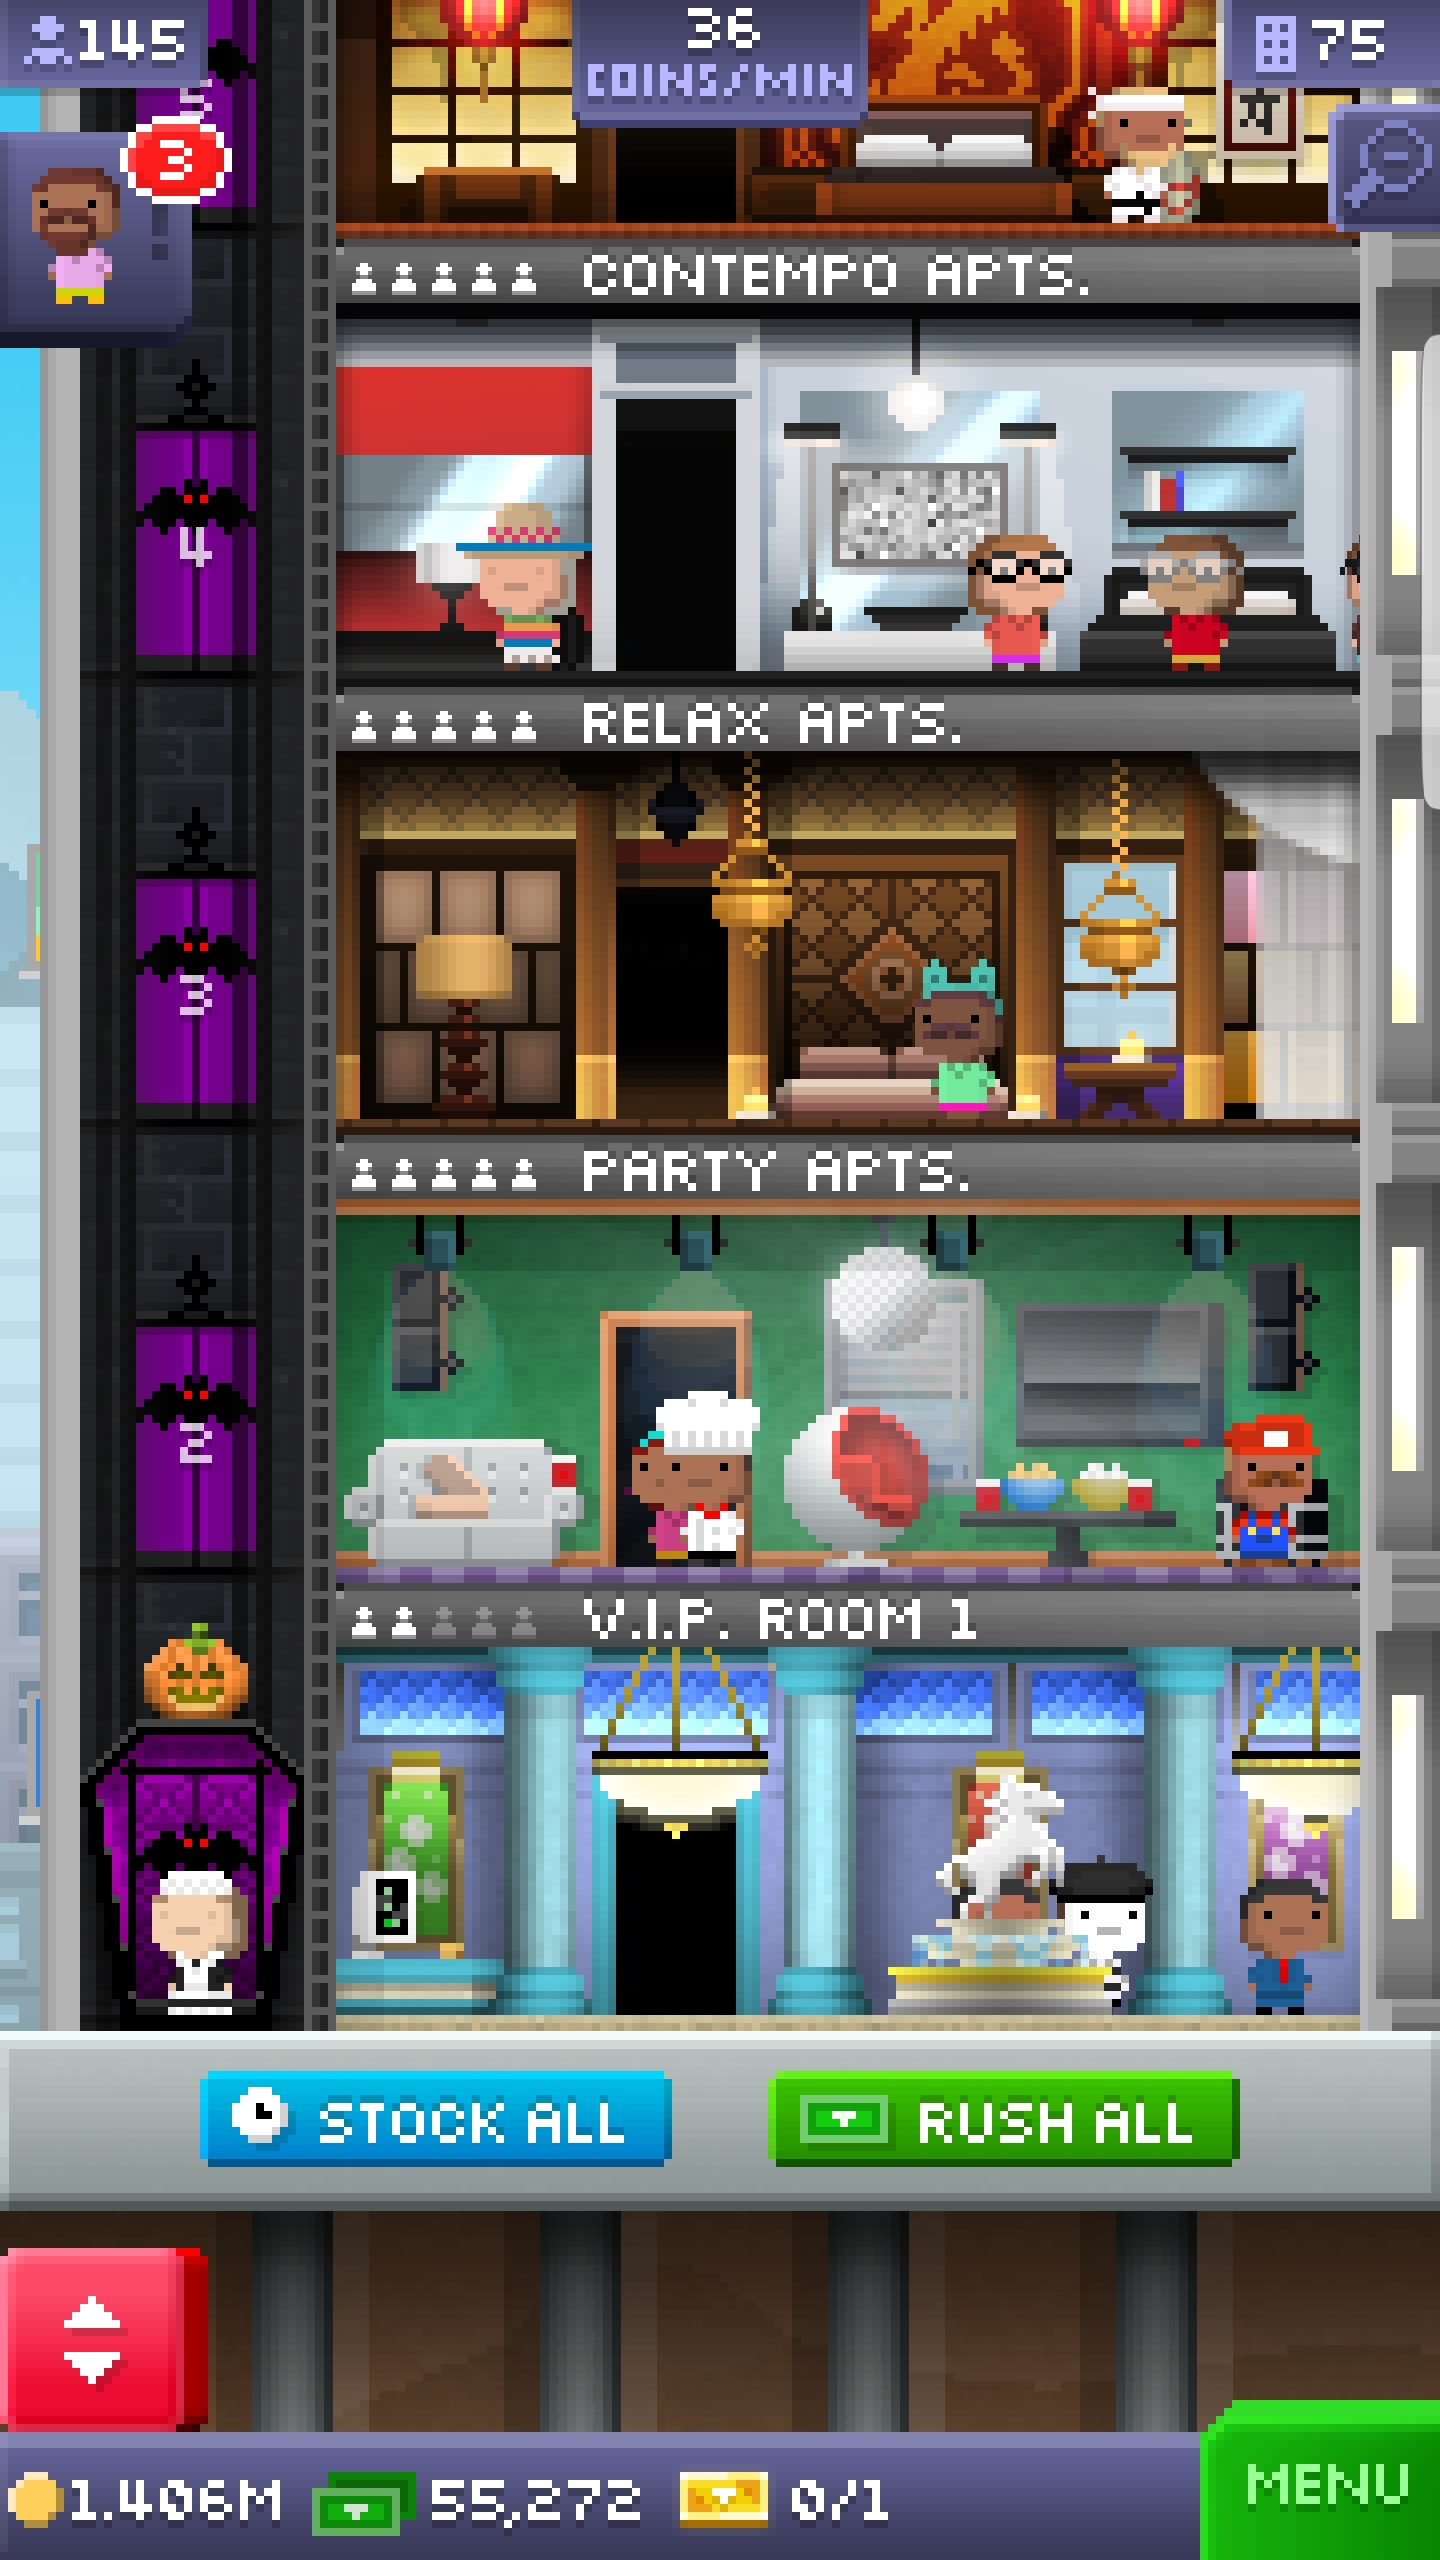 145
36
COINS/MIN
75
3
5
CONTEMPO APTS.
4
RELAX APTS.
3
PARTY APTS.
2
V.I.P. ROOM 1
STOCK ALL
RUSH ALL
1.406M 55,272 0/1
MENU